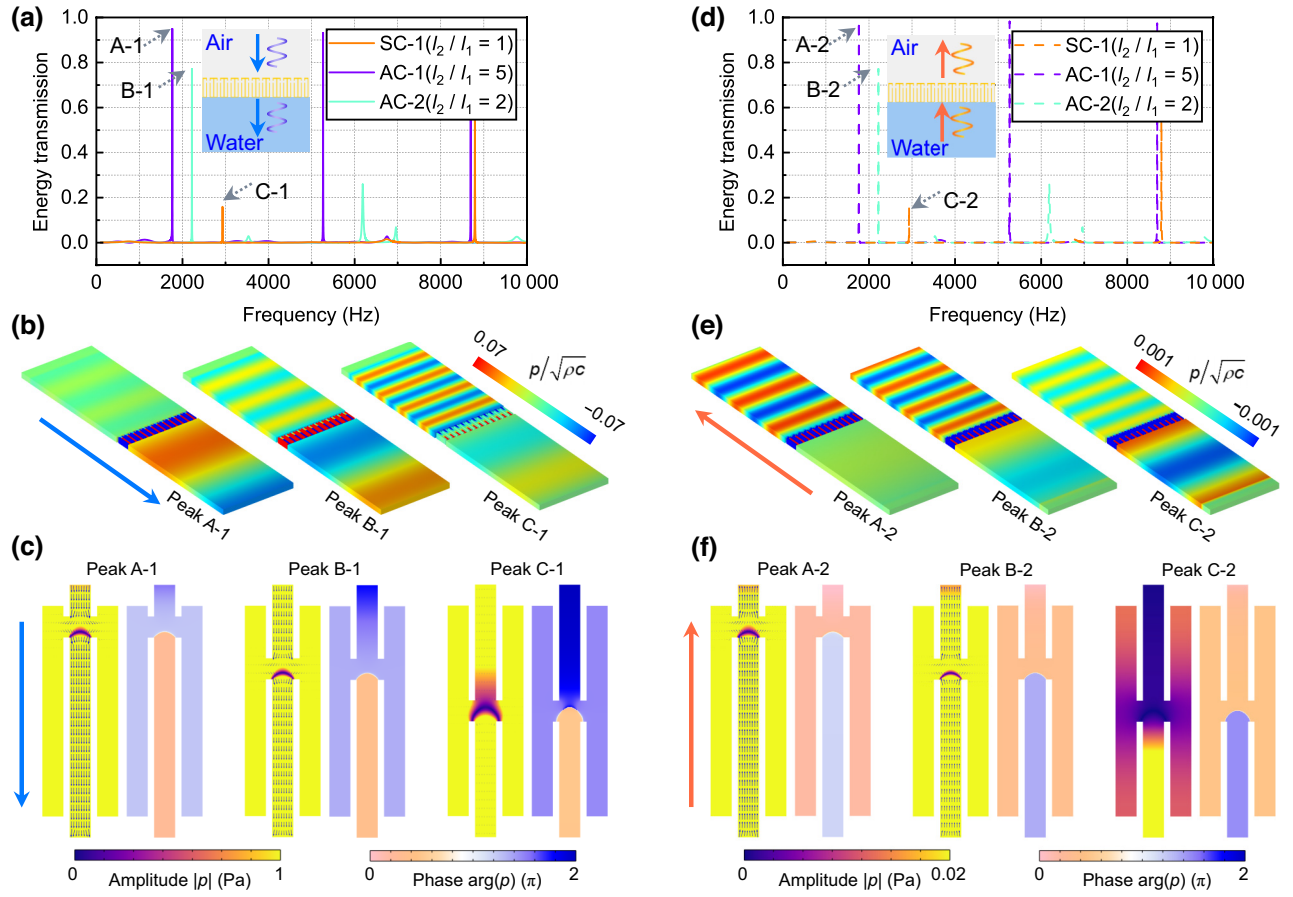 (a)
Energy transmission
1.0
0.8
0.6
0.4
0.2
0.0
0
2000
4000
6000
8000
10 000
Frequency (Hz)
A-1
B-1
C-1
Air
Water
SC-1(l2 / l1 = 1)
AC-1(l2 / l1 = 5)
AC-2(l2 / l1 = 2)
(d)
Energy transmission
1.0
0.8
0.6
0.4
0.2
0.0
0
2000
4000
6000
8000
10 000
Frequency (Hz)
A-2
B-2
C-2
Air
Water
SC-1(l2 / l1 = 1)
AC-1(l2 / l1 = 5)
AC-2(l2 / l1 = 2)
(b)
0.07
p/√ρc
−0.07
Peak A-1
Peak B-1
Peak C-1
(e)
0.001
p/√ρc
−0.001
Peak A-2
Peak B-2
Peak C-2
(c)
Peak A-1
Peak B-1
Peak C-1
0
Amplitude |p| (Pa)
1
0
Phase arg(p) (π)
2
(f)
Peak A-2
Peak B-2
Peak C-2
0
Amplitude |p| (Pa)
0.02
0
Phase arg(p) (π)
2